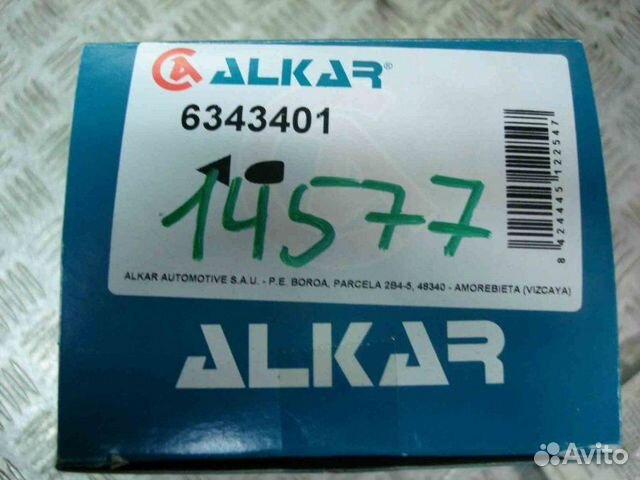 ALKAR®
6343401
14577
8 424445 122547
ALKAR AUTOMOTIVE S.A.U. - P.E. BOROA, PARCELA 2B4-5, 48340 - AMOREBIETA (VIZCAYA)
ALKAR
Avito